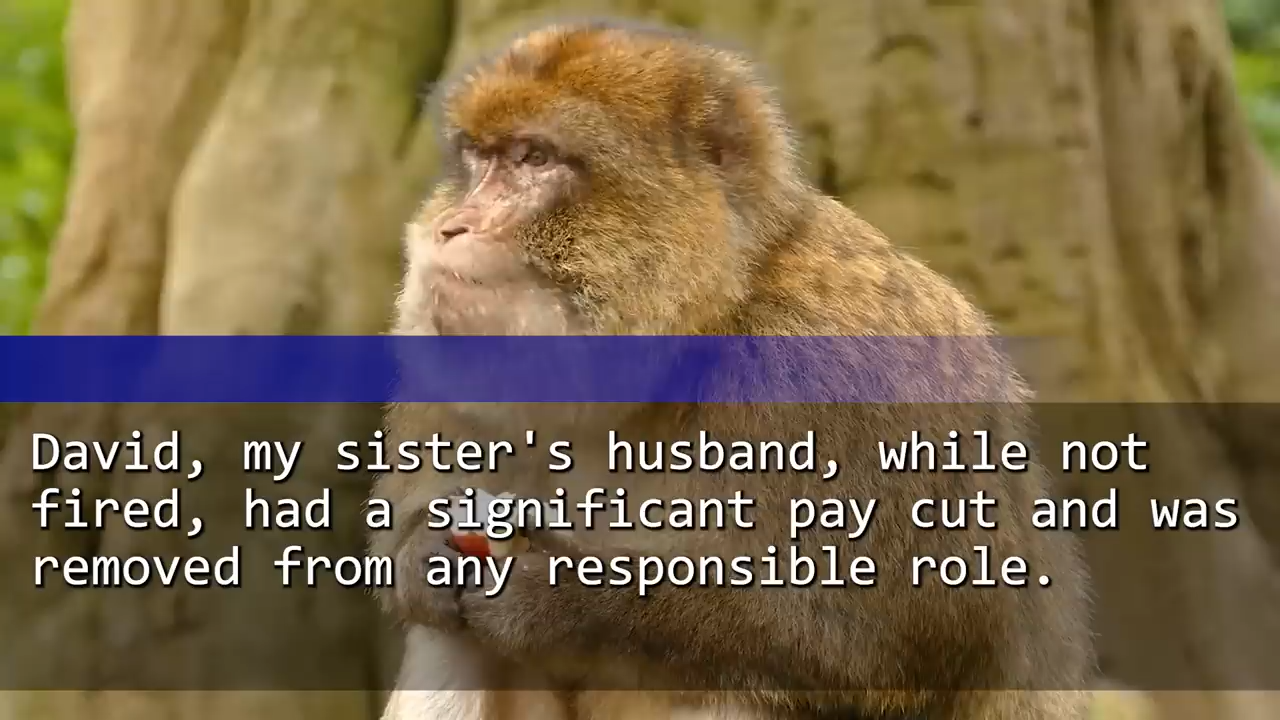 David, my sister's husband, while not
fired, had a significant pay cut and was
removed from any responsible role.